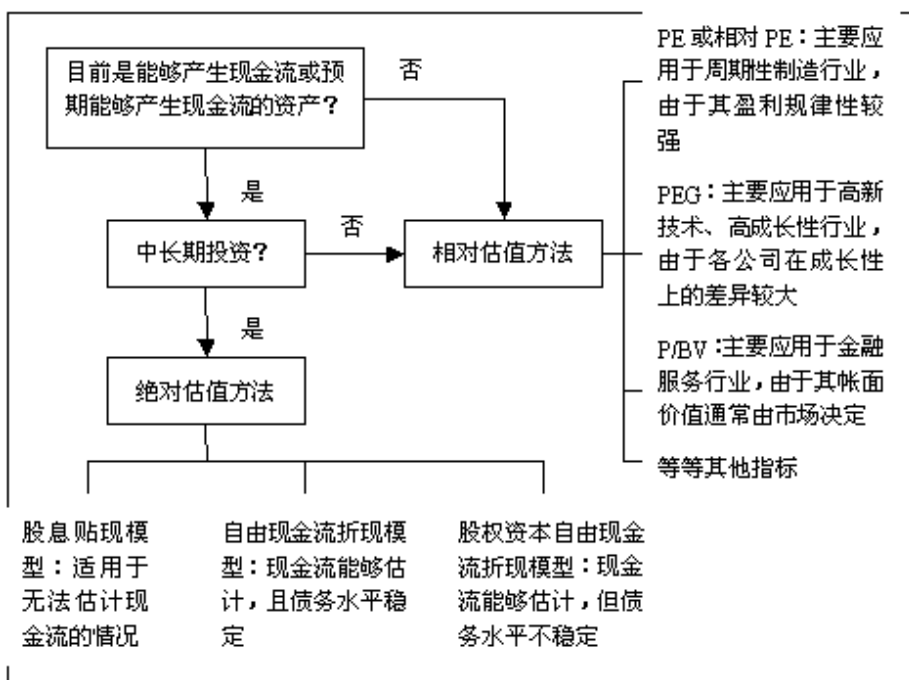 目前是能够产生现金流或预
期能够产生现金流的资产？
否
是
中长期投资？
否
相对估值方法
是
绝对估值方法
PE 或相对 PE：主要应
用于周期性制造行业，
由于其盈利规律性较
强
PEG：主要应用于高新
技术、高成长性行业，
由于各公司在成长性
上的差异较大
P/BV：主要应用于金融
服务行业，由于其帐面
价值通常由市场决定
等等其他指标
股息贴现模
型：适用于
无法估计现
金流的情况
自由现金流折现模
型：现金流能够估
计，且债务水平稳
定
股权资本自由现金
流折现模型：现金
流能够估计，但债
务水平不稳定